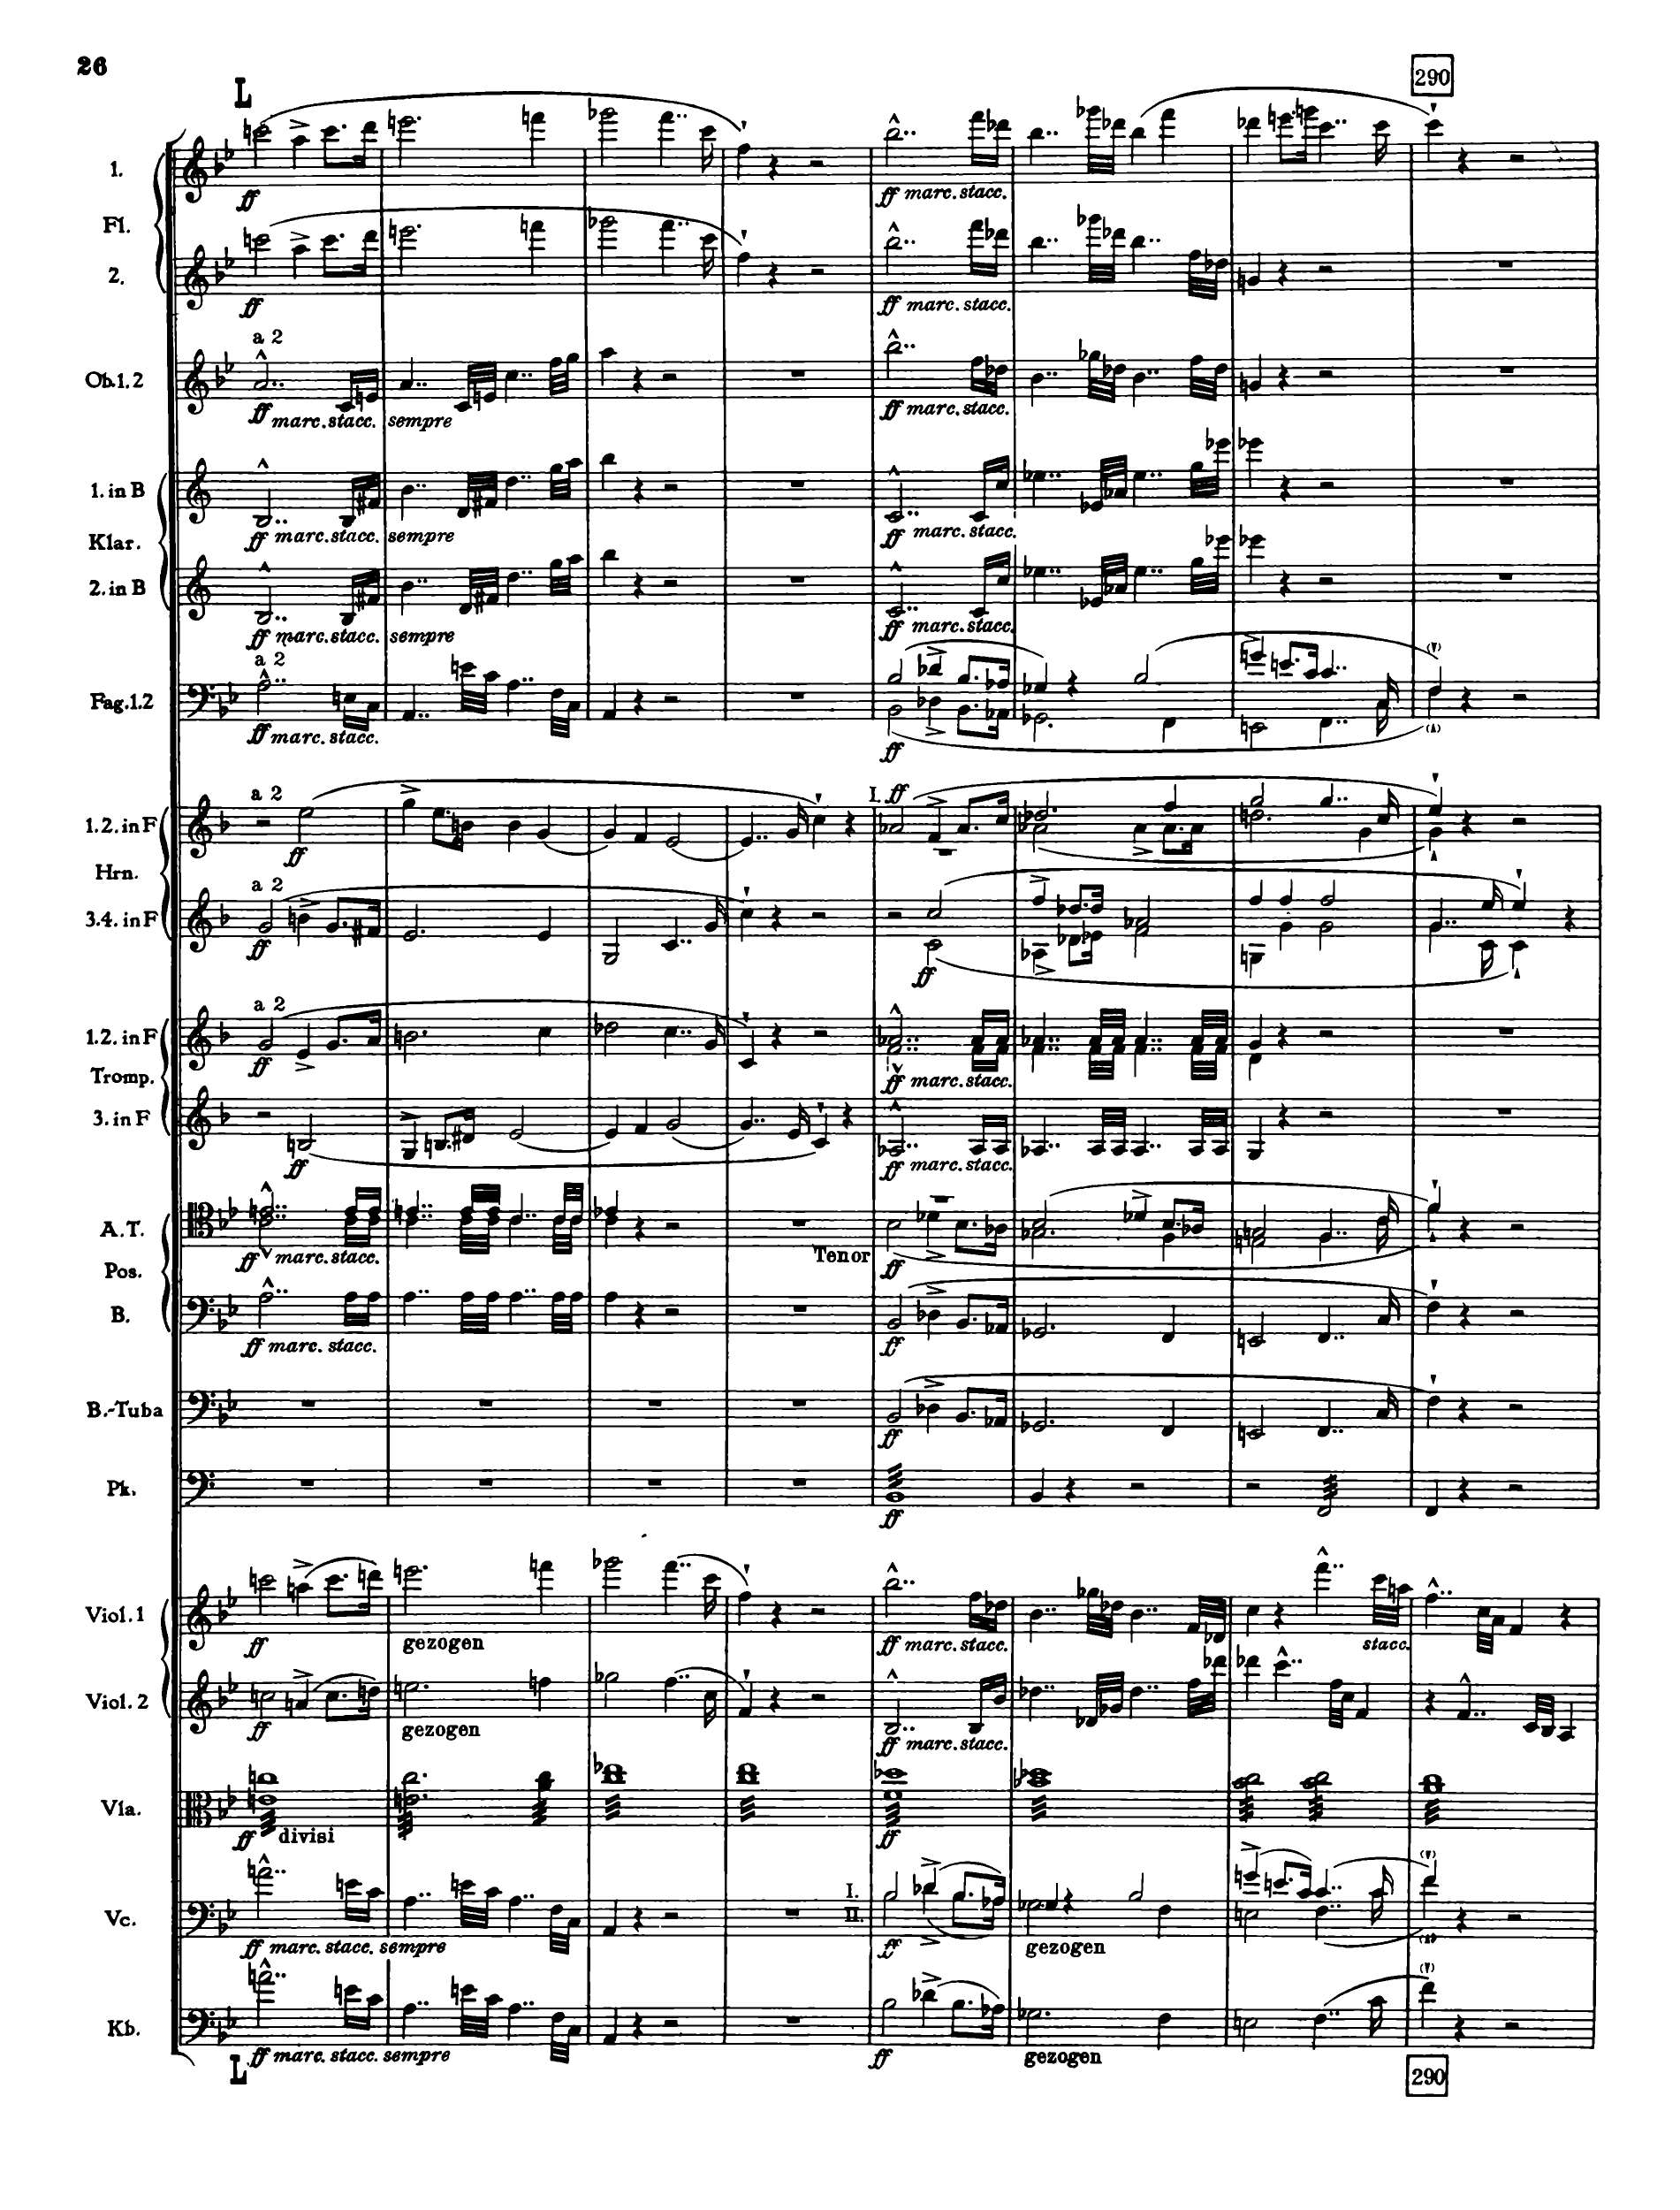 26
L
290
1.
ff
ff marc. stacc.
Fl.
2.
ff
ff marc. stacc.
a 2
Ob.1.2
ff marc. stacc. sempre
ff marc. stacc.
1. in B
ff marc. stacc. sempre
ff marc. stacc.
Klar.
2. in B
ff marc. stacc. sempre
ff marc. stacc.
a 2
Fag.1.2
ff marc. stacc.
ff
a 2
I. ff
1.2. in F
ff
Hrn.
a 2
3.4. in F
ff
ff
a 2
1.2. in F
ff
ff marc. stacc.
Tromp.
3. in F
ff
ff marc. stacc.
A. T.
ff marc. stacc.
Tenor
ff
Pos.
B.
ff marc. stacc.
ff
B.-Tuba
ff
Pk.
ff
Viol. 1
ff
gezogen
ff marc. stacc.
stacc.
Viol. 2
ff
gezogen
ff marc. stacc.
Vla.
ff divisi
ff
I.
II.
Vc.
ff marc. stacc. sempre
ff
gezogen
Kb.
ff marc. stacc. sempre
ff
gezogen
L
290